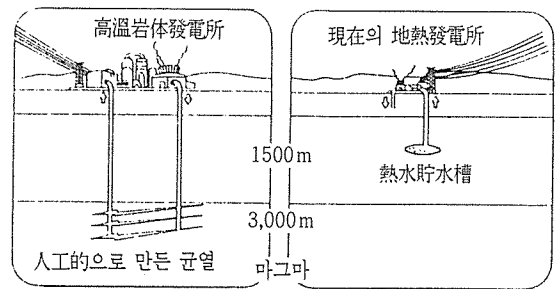 高溫岩体發電所
現在의 地熱發電所
1500m
熱水貯水槽
3,000m
人工的으로 만든 균열
마그마